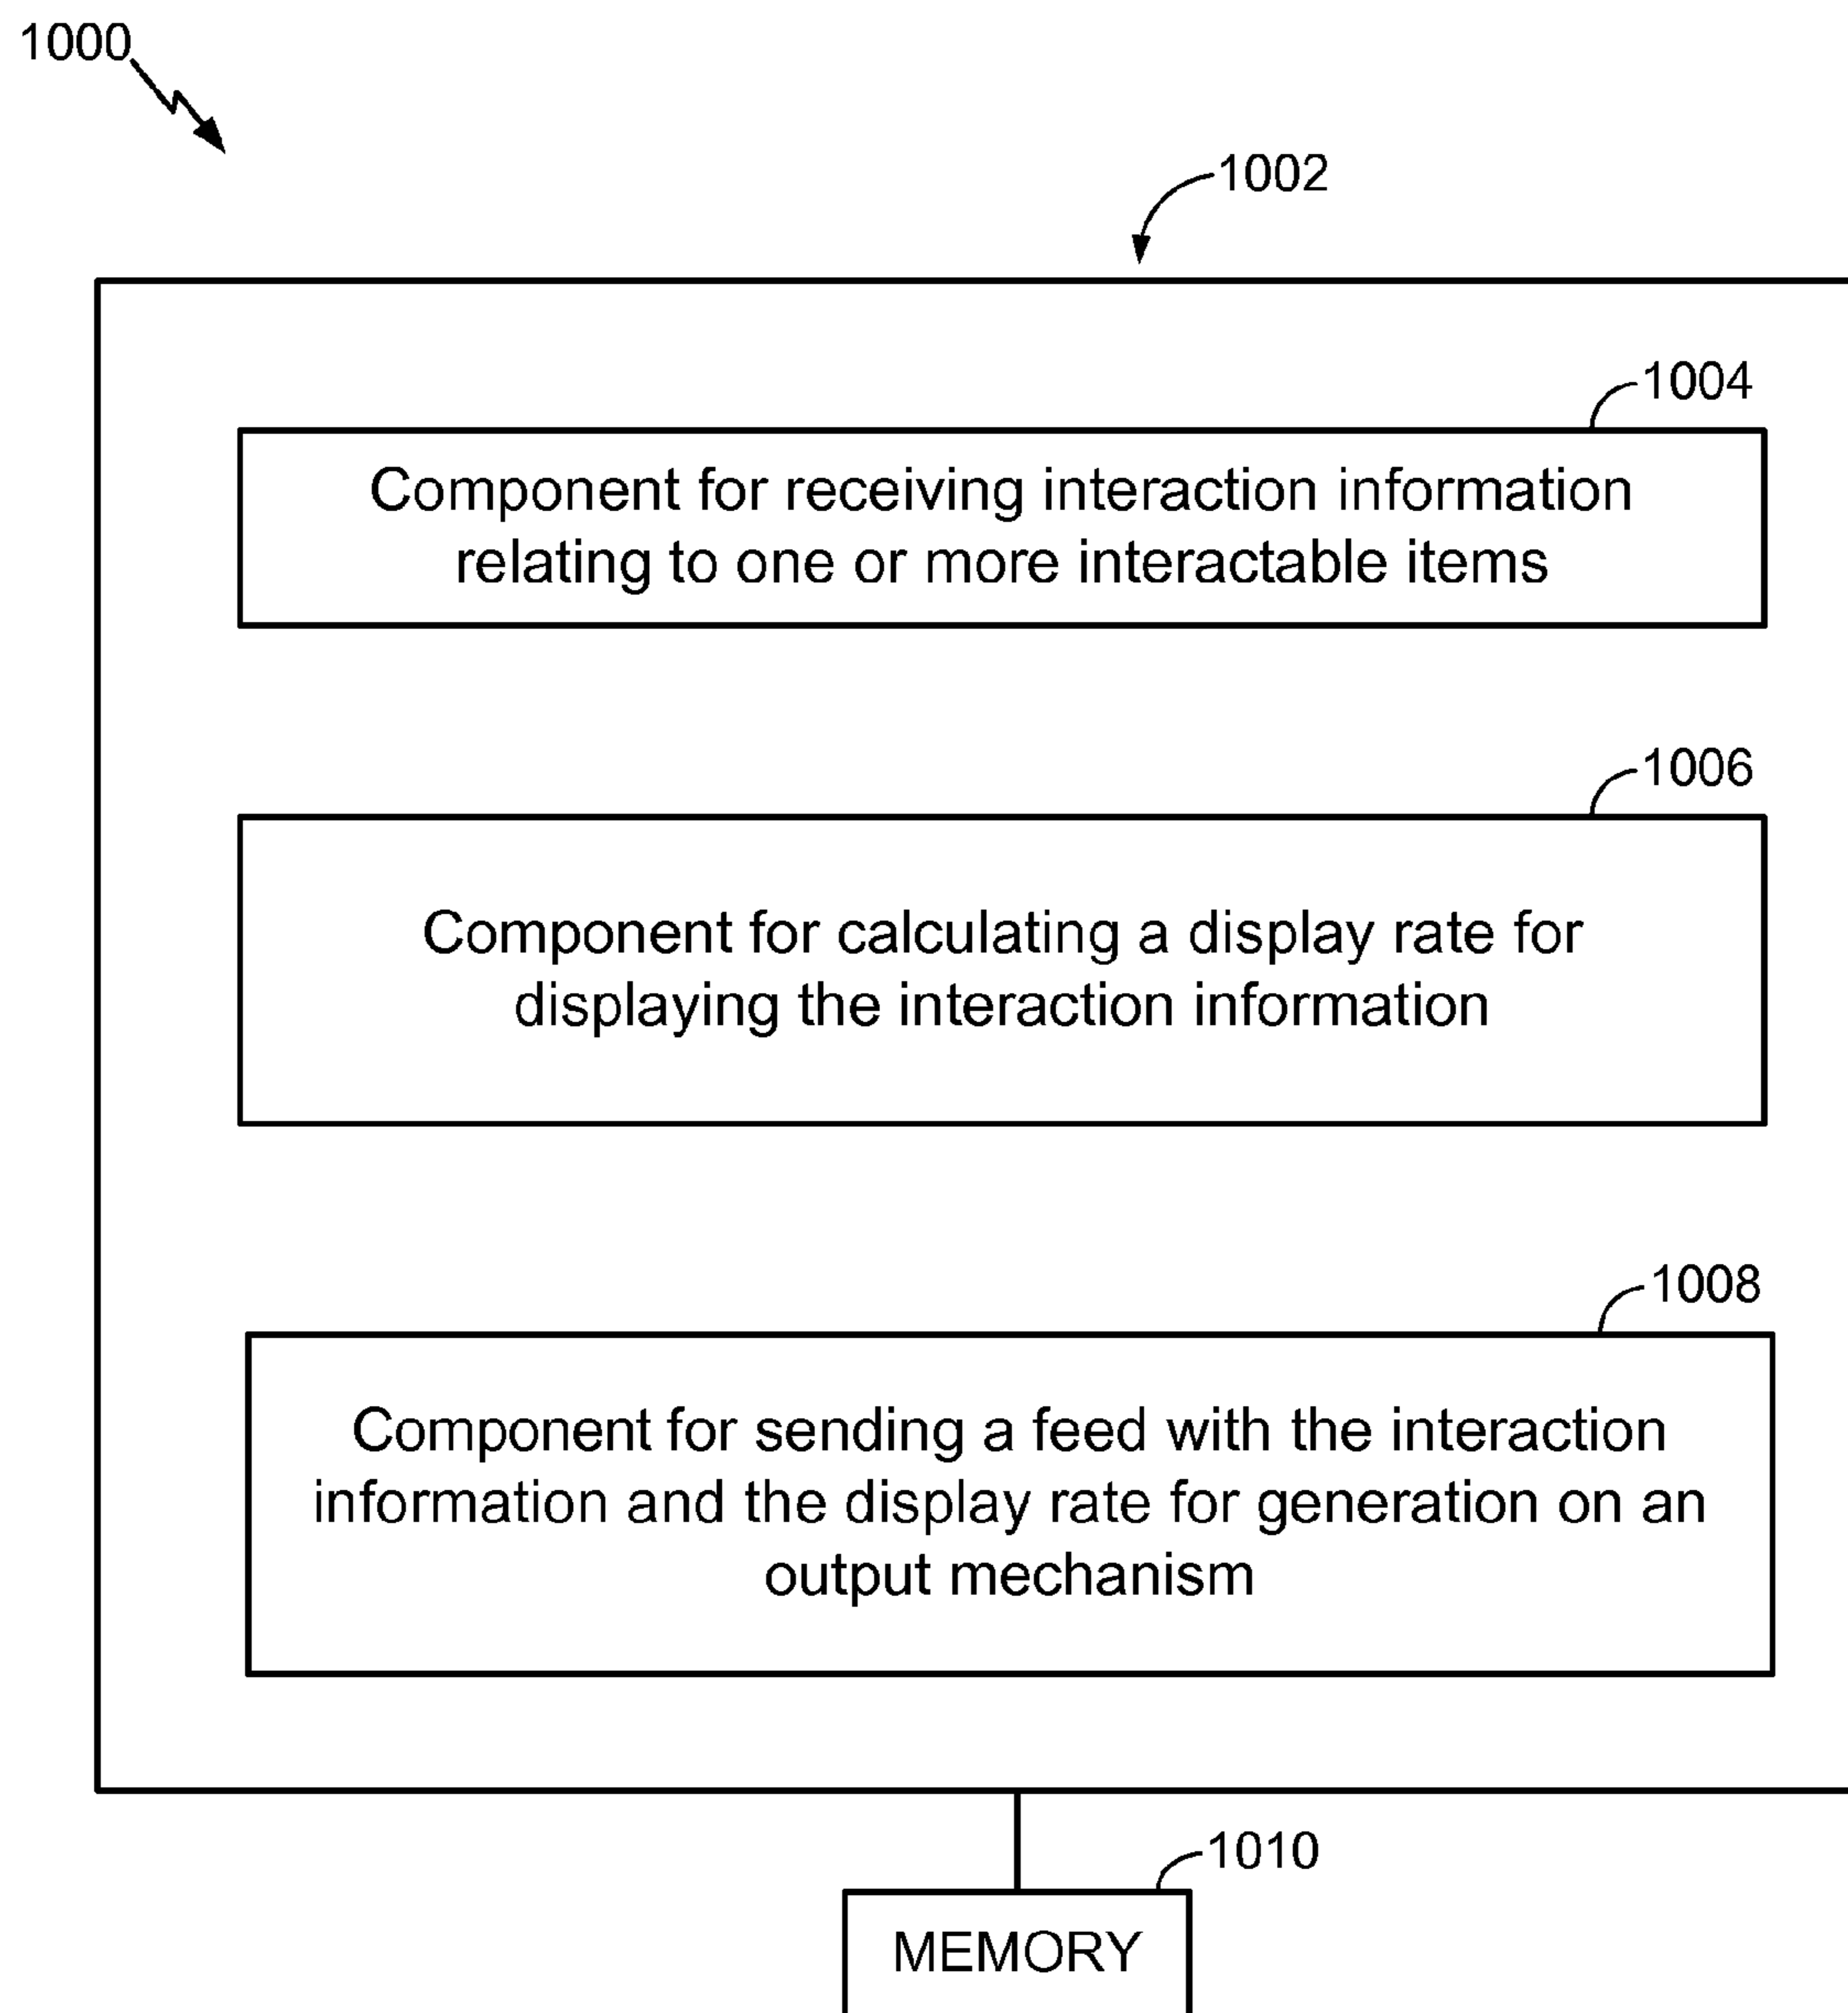 1000
1002
1004
Component for receiving interaction information
relating to one or more interactable items
1006
Component for calculating a display rate for
displaying the interaction information
1008
Component for sending a feed with the interaction
information and the display rate for generation on an
output mechanism
1010
MEMORY